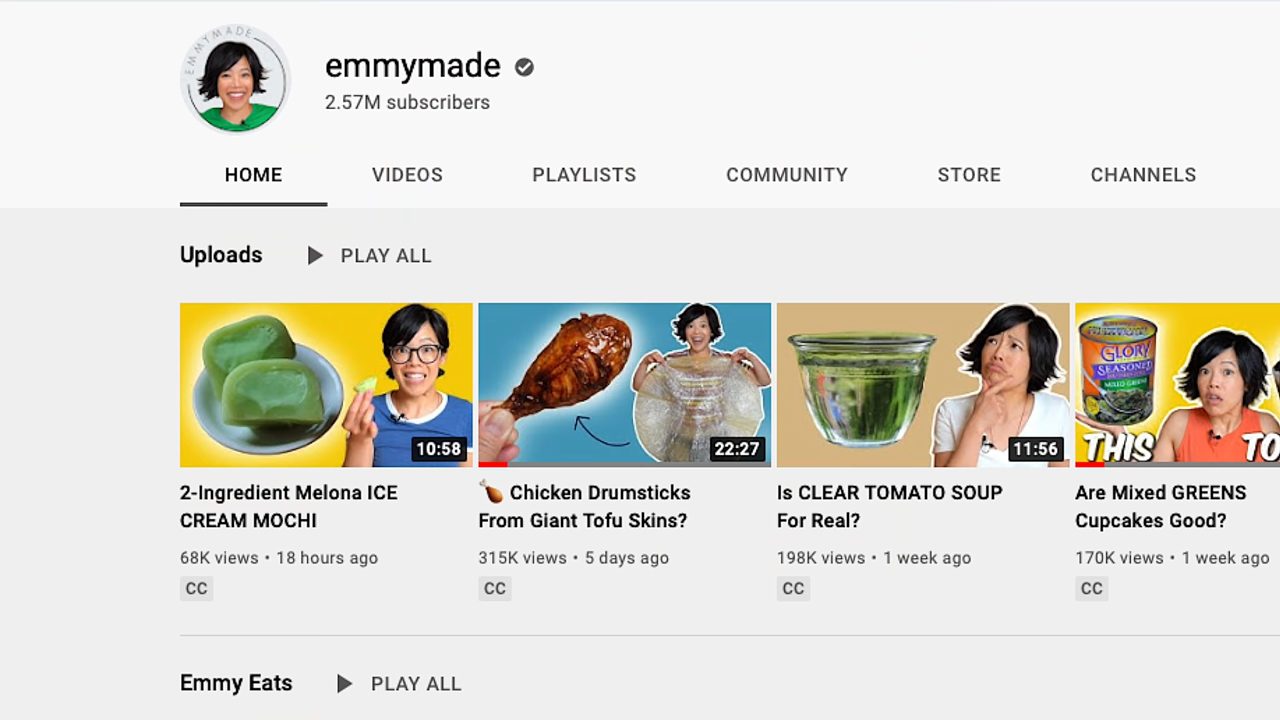 EMMYMADE
emmymade
2.57M subscribers
HOME VIDEOS PLAYLISTS COMMUNITY STORE CHANNELS
Uploads PLAY ALL
GLORY
SEASONED
MIXED GREENS
THIS TO
10:58 22:27 11:56
2-Ingredient Melona ICE
CREAM MOCHI
68K views • 18 hours ago
CC
🍗 Chicken Drumsticks
From Giant Tofu Skins?
315K views • 5 days ago
CC
Is CLEAR TOMATO SOUP
For Real?
198K views • 1 week ago
CC
Are Mixed GREENS
Cupcakes Good?
170K views • 1 week ago
CC
Emmy Eats PLAY ALL